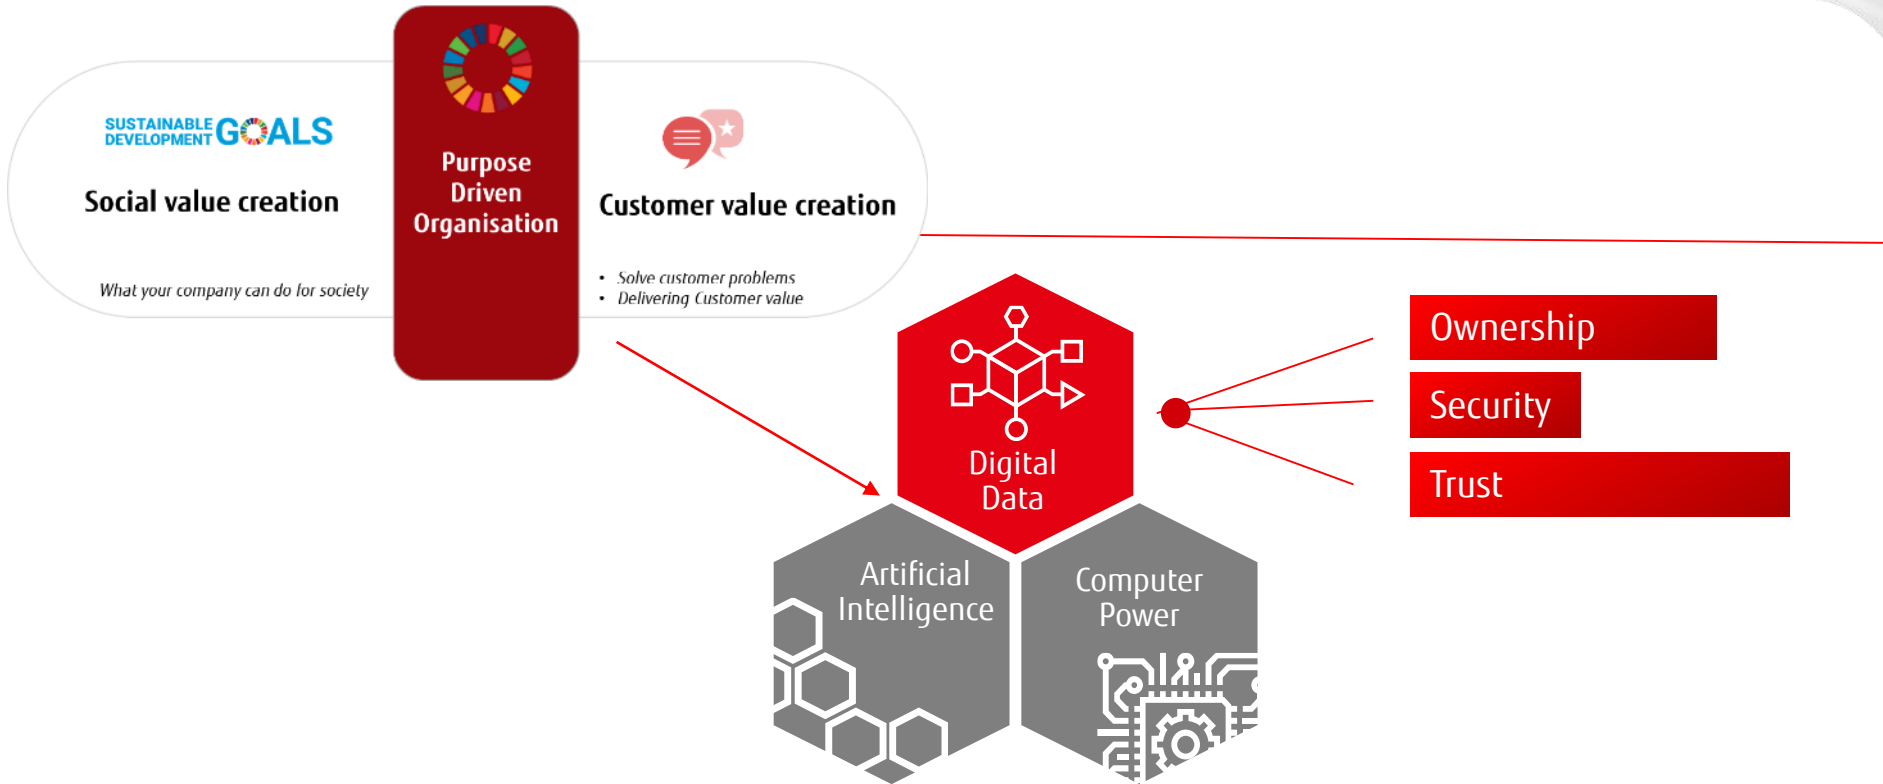 SUSTAINABLE
DEVELOPMENT GOALS
Social value creation
What your company can do for society
Purpose
Driven
Organisation
Customer value creation
• Solve customer problems
• Delivering Customer value
Digital
Data
Artificial
Intelligence
Computer
Power
Ownership
Security
Trust